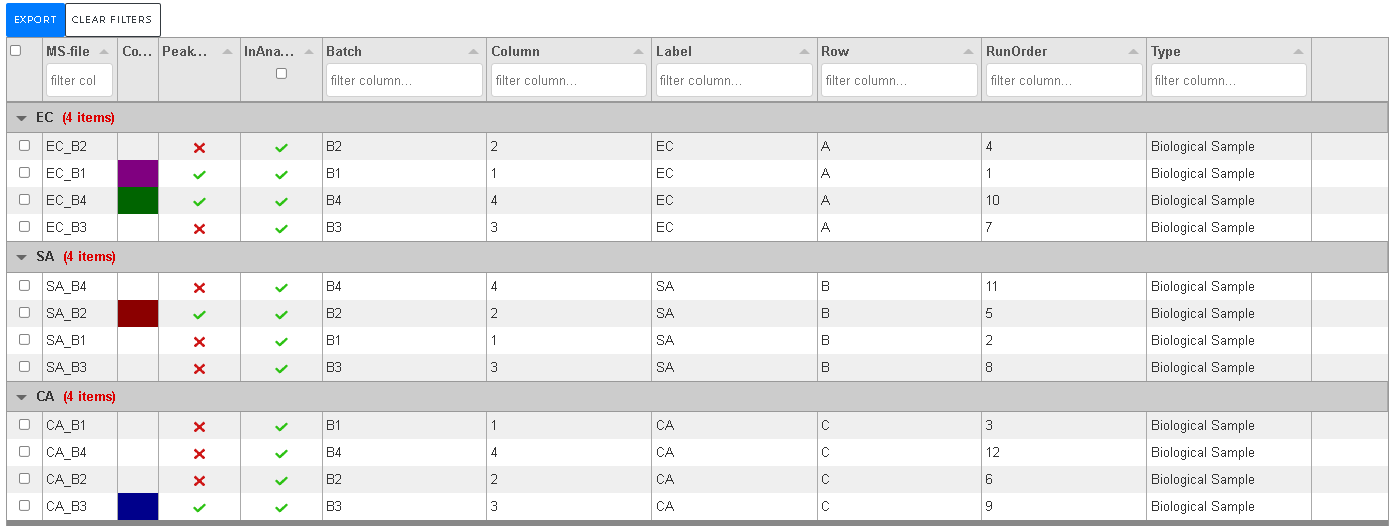 EXPORT CLEAR FILTERS
MS-file Co... Peak... InAna... Batch Column Label Row RunOrder Type
filter col filter column... filter column... filter column... filter column... filter column... filter column...
EC (4 items)
EC_B2 B2 2 EC A 4 Biological Sample
EC_B1 B1 1 EC A 1 Biological Sample
EC_B4 B4 4 EC A 10 Biological Sample
EC_B3 B3 3 EC A 7 Biological Sample
SA (4 items)
SA_B4 B4 4 SA B 11 Biological Sample
SA_B2 B2 2 SA B 5 Biological Sample
SA_B1 B1 1 SA B 2 Biological Sample
SA_B3 B3 3 SA B 8 Biological Sample
CA (4 items)
CA_B1 B1 1 CA C 3 Biological Sample
CA_B4 B4 4 CA C 12 Biological Sample
CA_B2 B2 2 CA C 6 Biological Sample
CA_B3 B3 3 CA C 9 Biological Sample